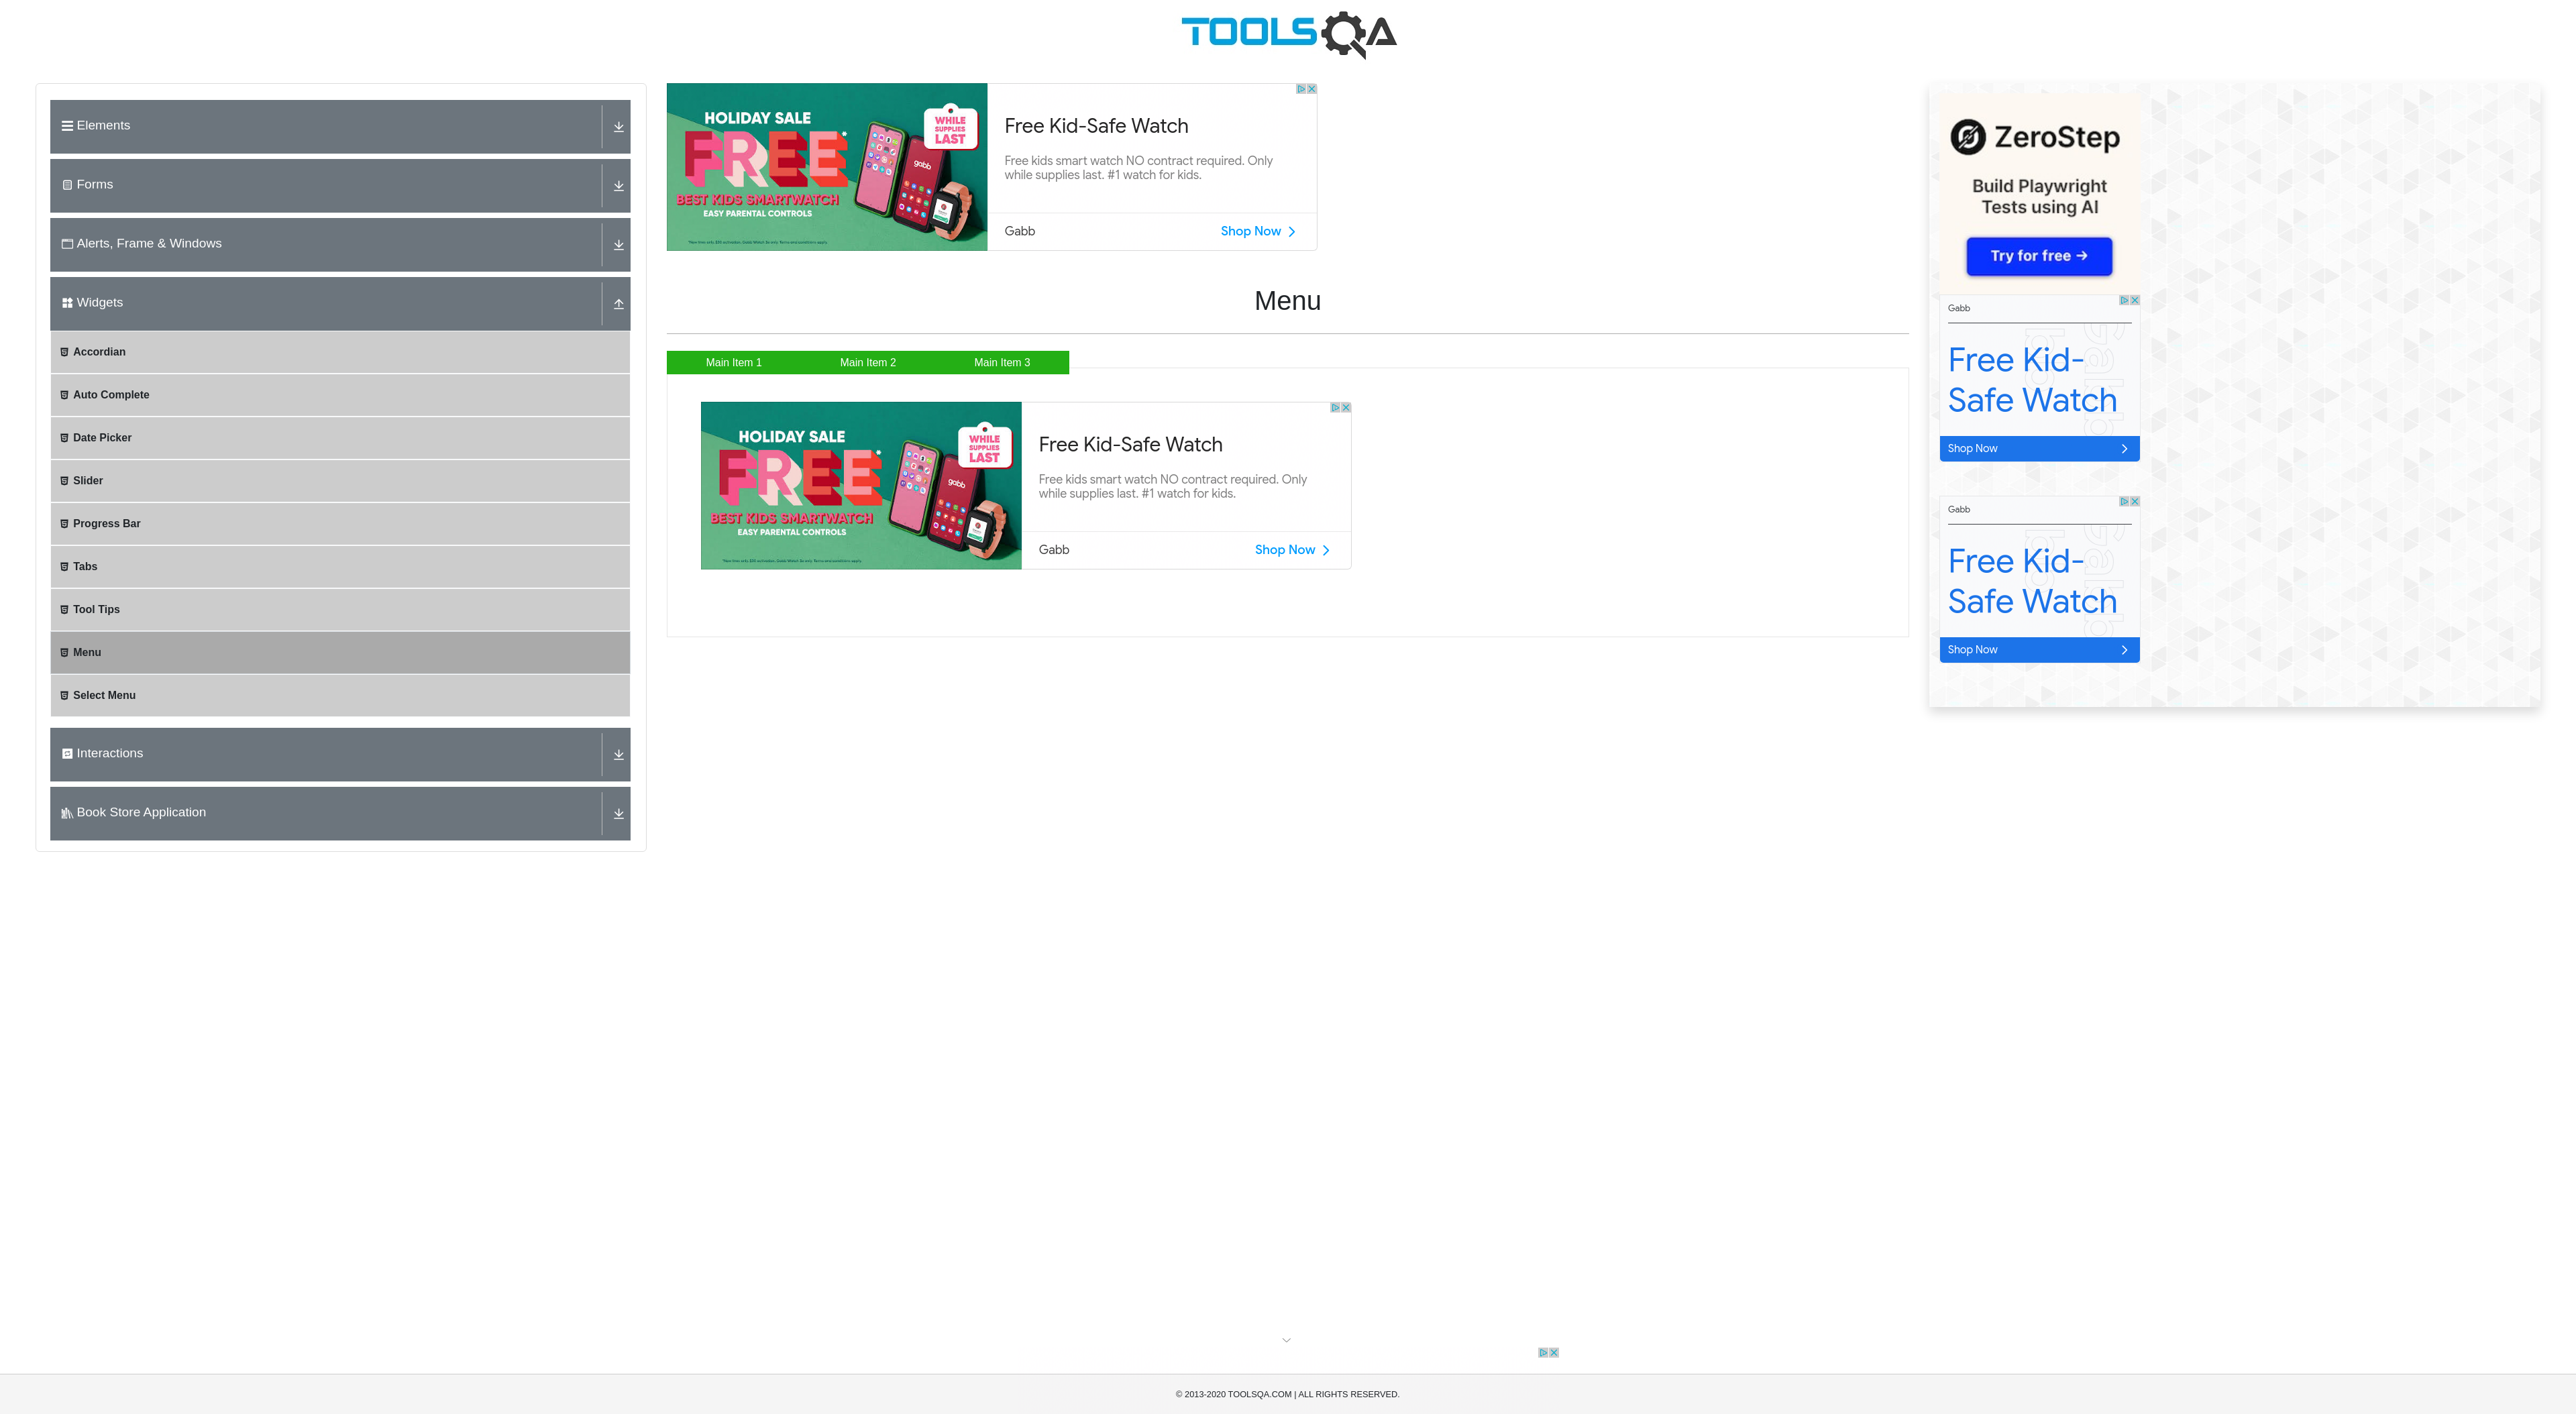 TOOLSQA
Elements
Forms
Alerts, Frame & Windows
Widgets
Accordian
Auto Complete
Date Picker
Slider
Progress Bar
Tabs
Tool Tips
Menu
Select Menu
Interactions
Book Store Application
HOLIDAY SALE
FREE*
BEST KIDS SMARTWATCH
EASY PARENTAL CONTROLS
WHILE
SUPPLIES
LAST
gabb
Free Kid-Safe Watch
Free kids smart watch NO contract required. Only
while supplies last. #1 watch for kids.
Gabb
Shop Now
Menu
Main Item 1 Main Item 2 Main Item 3
HOLIDAY SALE
FREE*
BEST KIDS SMARTWATCH
EASY PARENTAL CONTROLS
WHILE
SUPPLIES
LAST
gabb
Free Kid-Safe Watch
Free kids smart watch NO contract required. Only
while supplies last. #1 watch for kids.
Gabb
Shop Now
ZeroStep
Build Playwright
Tests using AI
Try for free →
Gabb
Free Kid-
Safe Watch
Shop Now
Gabb
Free Kid-
Safe Watch
Shop Now
© 2013-2020 TOOLSQA.COM | ALL RIGHTS RESERVED.